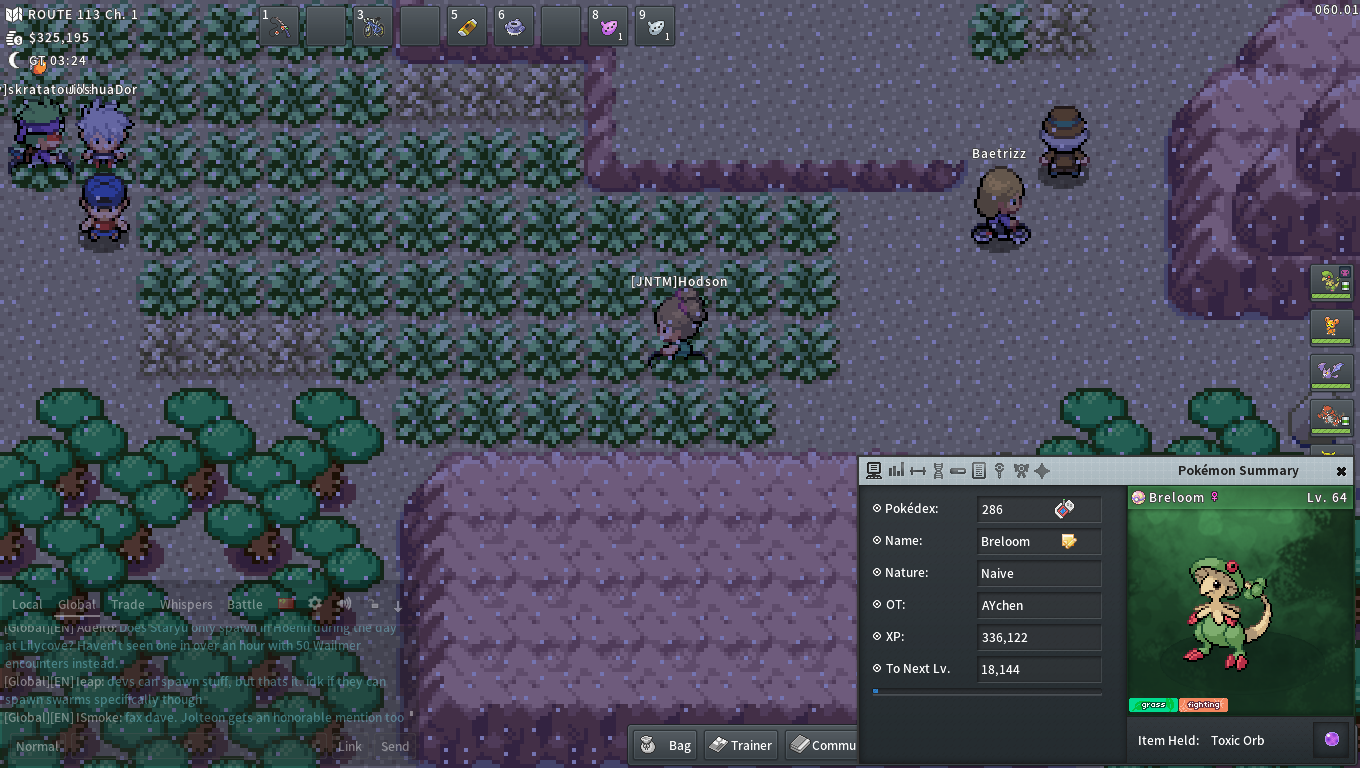 ROUTE 113 Ch. 1
$325,195
GT 03:24
1
3
5
6
8
1
9
1
060.01
]skratatou
JoshuaDor
Baetrizz
[JNTM]Hodson
Local Global Trade Whispers Battle
[Global][EN] Adeito: Does Staryu only spawn in Hoenn during the day
at Lilycove? Haven't seen one in over an hour with 50 Wailmer
encounters instead.
[Global][EN] leap: devs can spawn stuff, but thats it. idk if they can
spawn swarms specifically though
[Global][EN] ISmoke: fax dave. Jolteon gets an honorable mention too
Normal Link Send
Bag Trainer Commu
Pokémon Summary
Pokédex: 286
Name: Breloom
Nature: Naive
OT: AYchen
XP: 336,122
To Next Lv. 18,144
Breloom ♀ Lv. 64
grass fighting
Item Held: Toxic Orb